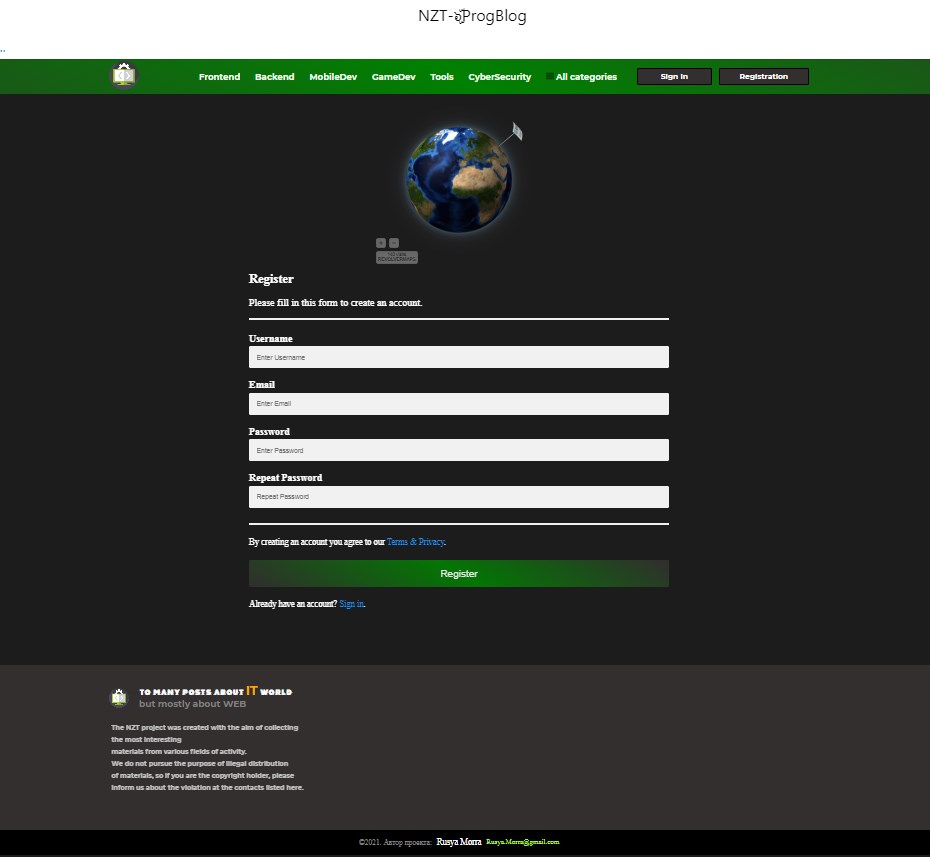 NZT-ტProgBlog
..
Frontend Backend MobileDev GameDev Tools CyberSecurity All categories Sign In Registration
+ −
REVOLVERMAPS
Register
Please fill in this form to create an account.
Username
Enter Username
Email
Enter Email
Password
Enter Password
Repeat Password
Repeat Password
By creating an account you agree to our Terms & Privacy.
Register
Already have an account? Sign in.
TO MANY POSTS ABOUT IT WORLD
but mostly about WEB
The NZT project was created with the aim of collecting
the most interesting
materials from various fields of activity.
We do not pursue the purpose of illegal distribution
of materials, so if you are the copyright holder, please
inform us about the violation at the contacts listed here.
©2021. Автор проекта: Rusya Morra Rusya.Morra@gmail.com